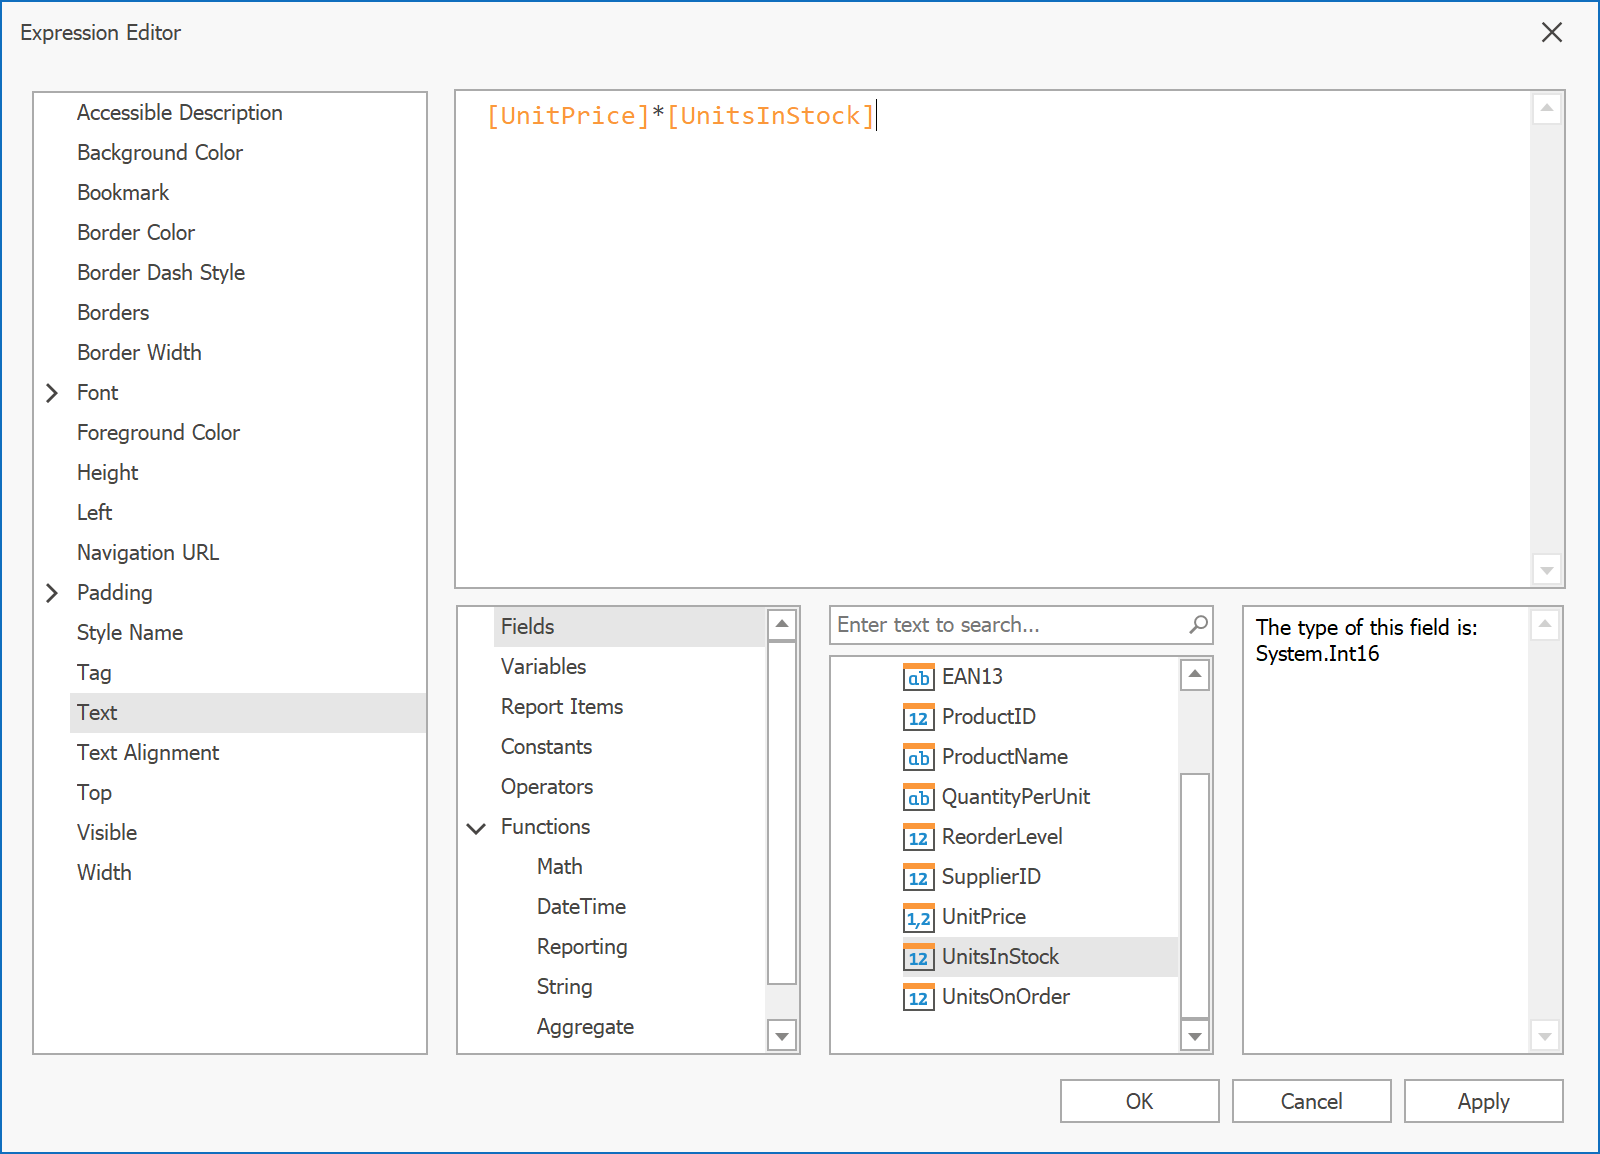 Expression Editor
Accessible Description
Background Color
Bookmark
Border Color
Border Dash Style
Borders
Border Width
Font
Foreground Color
Height
Left
Navigation URL
Padding
Style Name
Tag
Text
Text Alignment
Top
Visible
Width
[UnitPrice]*[UnitsInStock]
Fields
Variables
Report Items
Constants
Operators
Functions
Math
DateTime
Reporting
String
Aggregate
Enter text to search...
ab EAN13
12 ProductID
ab ProductName
ab QuantityPerUnit
12 ReorderLevel
12 SupplierID
1,2 UnitPrice
12 UnitsInStock
12 UnitsOnOrder
The type of this field is:
System.Int16
OK
Cancel
Apply